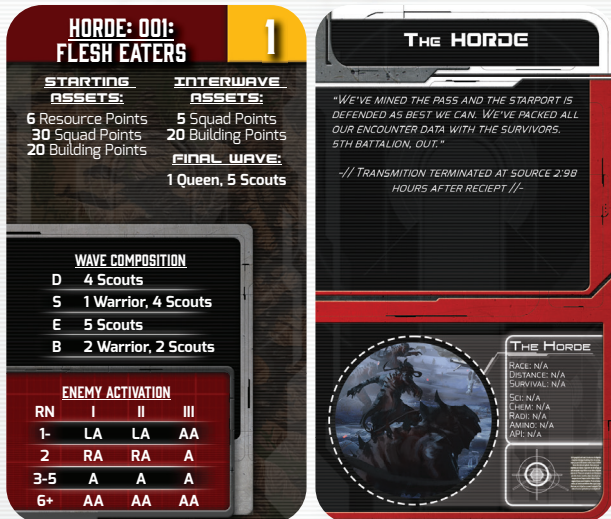 HORDE: 001:
FLESH EATERS
1
STARTING
ASSETS:
6 Resource Points
30 Squad Points
20 Building Points
INTERWAVE
ASSETS:
5 Squad Points
20 Building Points
FINAL WAVE:
1 Queen, 5 Scouts
WAVE COMPOSITION
D 4 Scouts
S 1 Warrior, 4 Scouts
E 5 Scouts
B 2 Warrior, 2 Scouts
ENEMY ACTIVATION
RN I II III
1- LA LA AA
2 RA RA A
3-5 A A A
6+ AA AA AA
The HORDE
"We've mined the pass and the starport is
defended as best we can. We've packed all
our encounter data with the survivors.
5th battalion, out."
-// Transmition terminated at source 2.98
hours after reciept //-
The Horde
Race: N/A
Distance: N/A
Survival: N/A
Sci: N/A
Chem: N/A
Radi: N/A
Amino: N/A
API: N/A